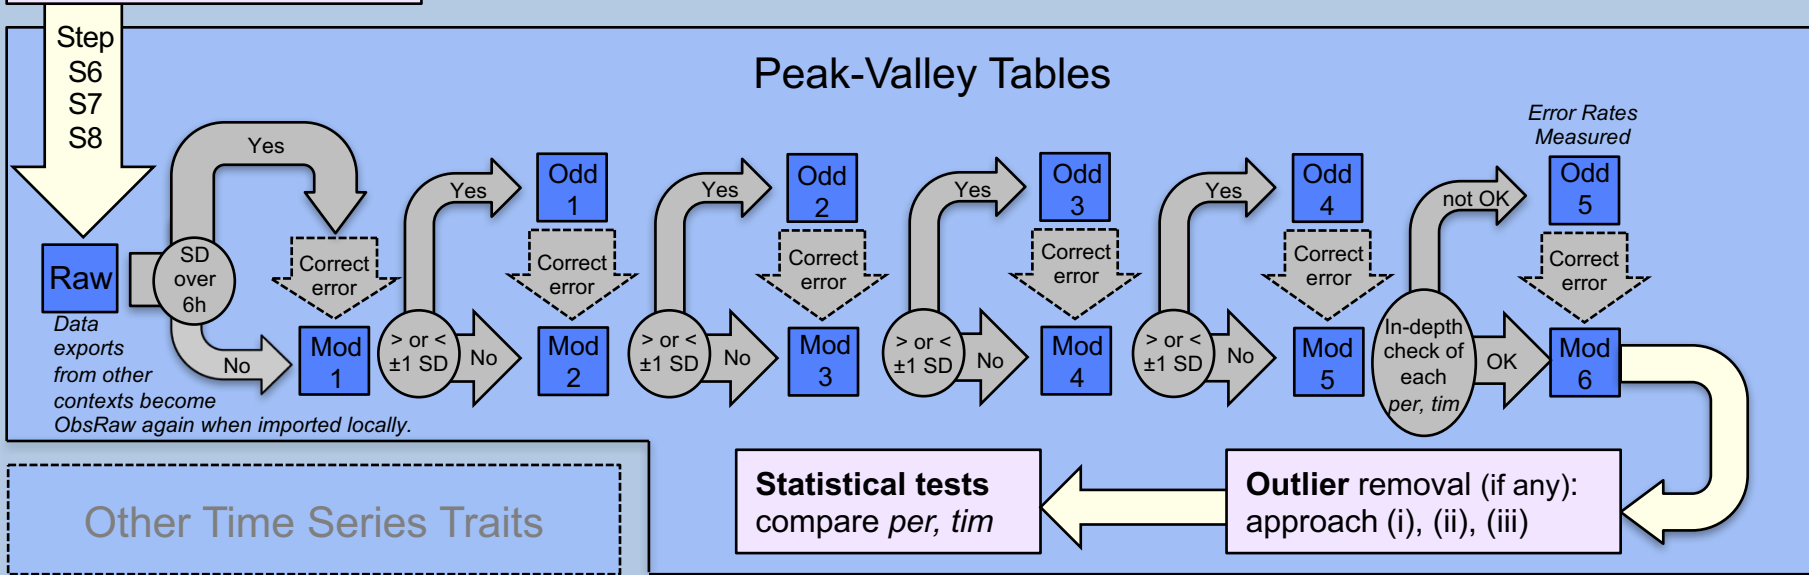 Step
S6
S7
S8
Peak-Valley Tables
Error Rates
Measured
Yes
Yes
Odd
1
Yes
Odd
2
Yes
Odd
3
Yes
Odd
4
not OK
Odd
5
Raw
SD
over
6h
Correct
error
Correct
error
Correct
error
Correct
error
Correct
error
Correct
error
No
Mod
1
> or <
±1 SD
No
Mod
2
> or <
±1 SD
No
Mod
3
> or <
±1 SD
No
Mod
4
> or <
±1 SD
No
Mod
5
In-depth
check of
each
per, tim
OK
Mod
6
Data
exports
from other
contexts become
ObsRaw again when imported locally.
Other Time Series Traits
Statistical tests
compare per, tim
Outlier removal (if any):
approach (i), (ii), (iii)